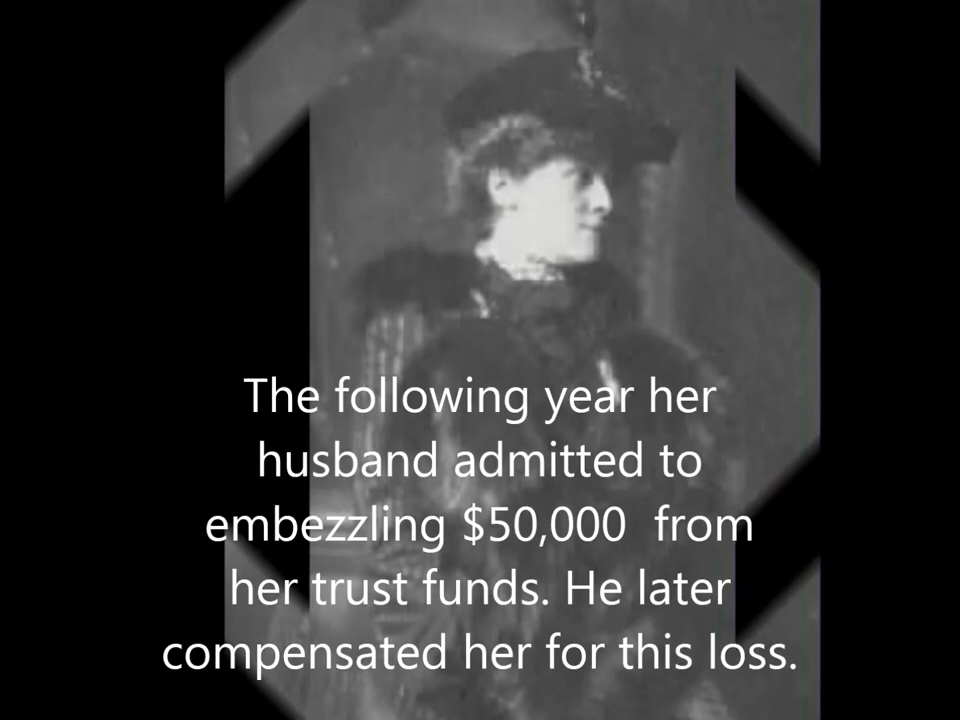 The following year her
husband admitted to
embezzling $50,000  from
her trust funds. He later
compensated her for this loss.